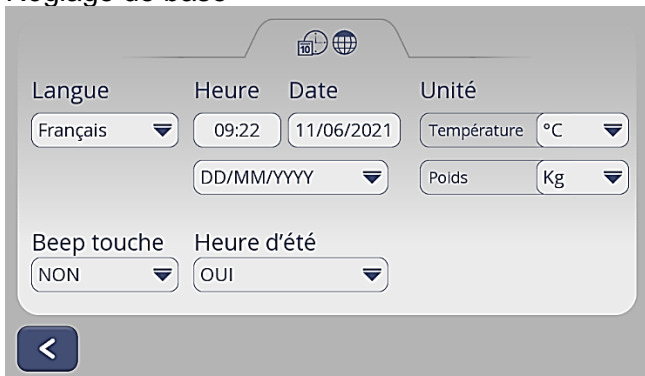 Réglage de base
10
Langue Heure Date Unité
Français 09:22 11/06/2021 Température °C
DD/MM/YYYY Poids Kg
Beep touche Heure d'été
NON OUI
<